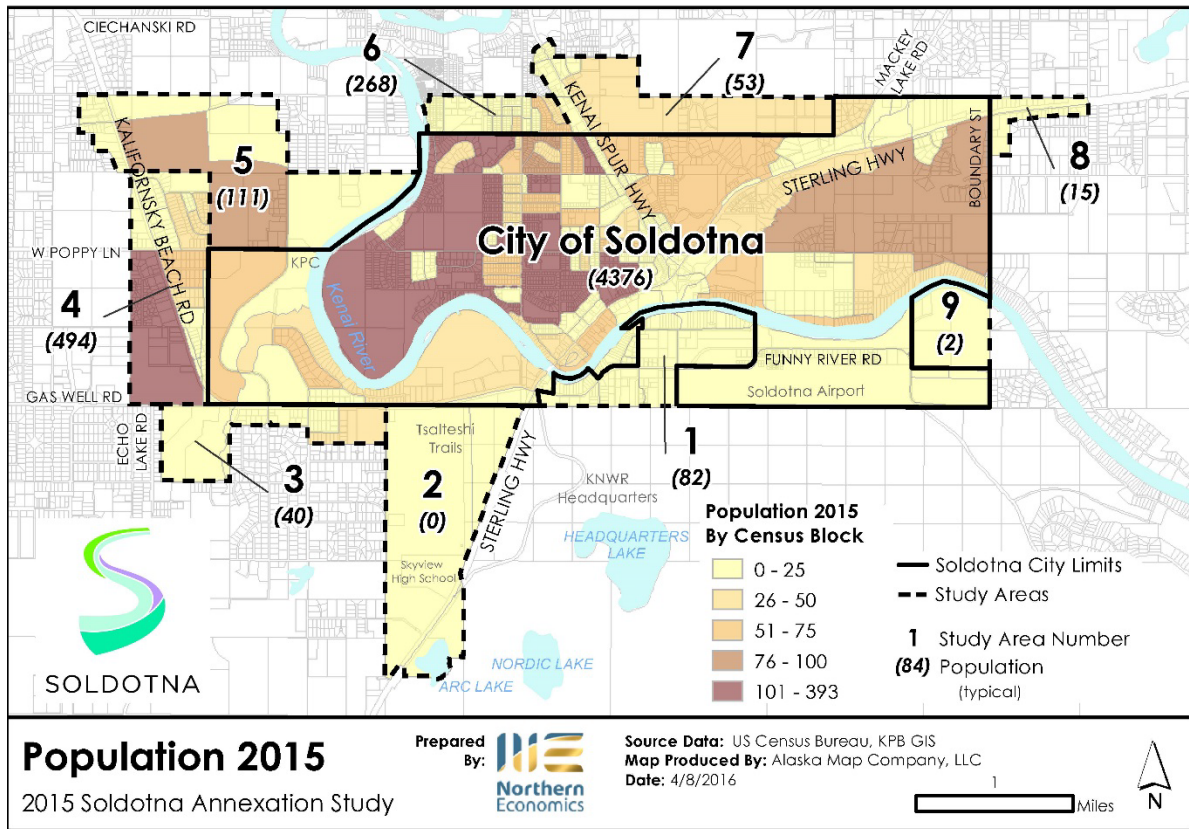 CIECHANSKI RD
6
(268)
7
(53)
MACKEY
LAKE RD
KENAI SPUR HWY
KALIFORNSKY BEACH RD
5
(111)
STERLING HWY
BOUNDARY ST
8
(15)
W POPPY LN
KPC
City of Soldotna
(4376)
4
(494)
Kenai River
9
(2)
FUNNY RIVER RD
GAS WELL RD
Soldotna Airport
ECHO
LAKE RD
Tsalteshi
Trails
3
(40)
2
(0)
STERLING HWY
1
(82)
KNWR
Headquarters
HEADQUARTERS
LAKE
Skyview
High School
NORDIC LAKE
ARC LAKE
SOLDOTNA
Population 2015
By Census Block
0 - 25
26 - 50
51 - 75
76 - 100
101 - 393
Soldotna City Limits
Study Areas
1 Study Area Number
(84) Population
(typical)
Population 2015
2015 Soldotna Annexation Study
Prepared
By:
Northern
Economics
Source Data: US Census Bureau, KPB GIS
Map Produced By: Alaska Map Company, LLC
Date: 4/8/2016
1
Miles
N